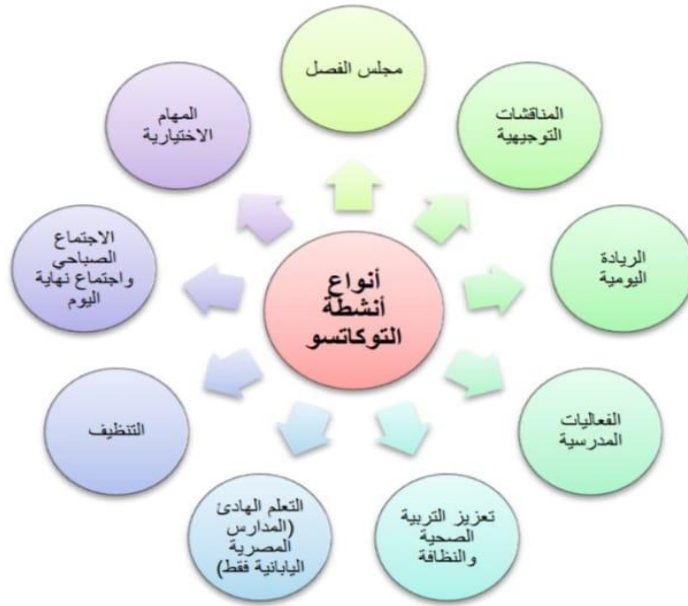 أنواع
أنشطة
التوكاتسو
مجلس الفصل
المناقشات
التوجيهية
الريادة
اليومية
الفعاليات
المدرسية
تعزيز التربية
الصحية
والنظافة
التعلم الهادئ
(المدارس
المصرية
اليابانية فقط)
التنظيف
الاجتماع
الصباحي
واجتماع نهاية
اليوم
المهام
الاختيارية